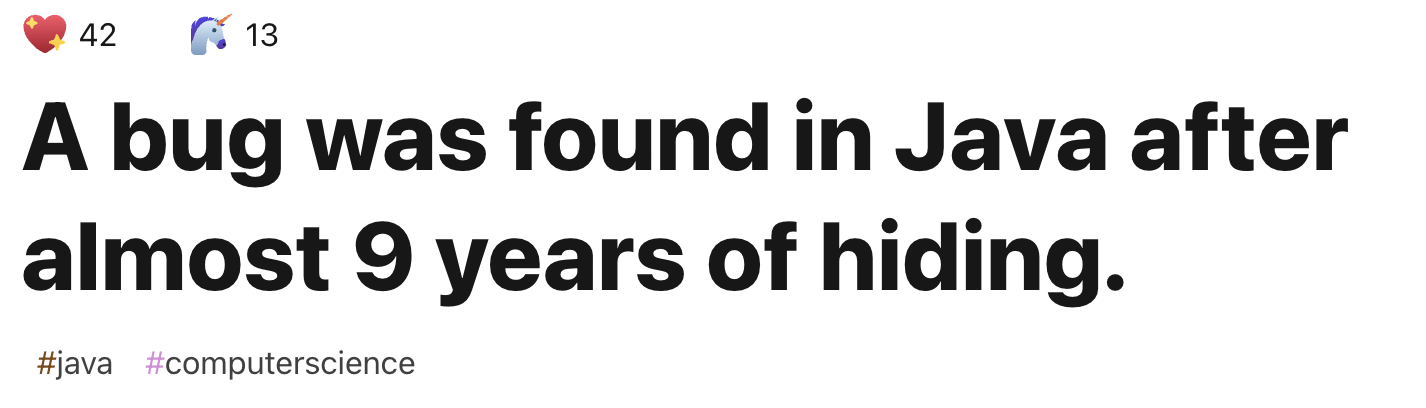 💖 42 🦄 13
A bug was found in Java after
almost 9 years of hiding.
#java #computerscience